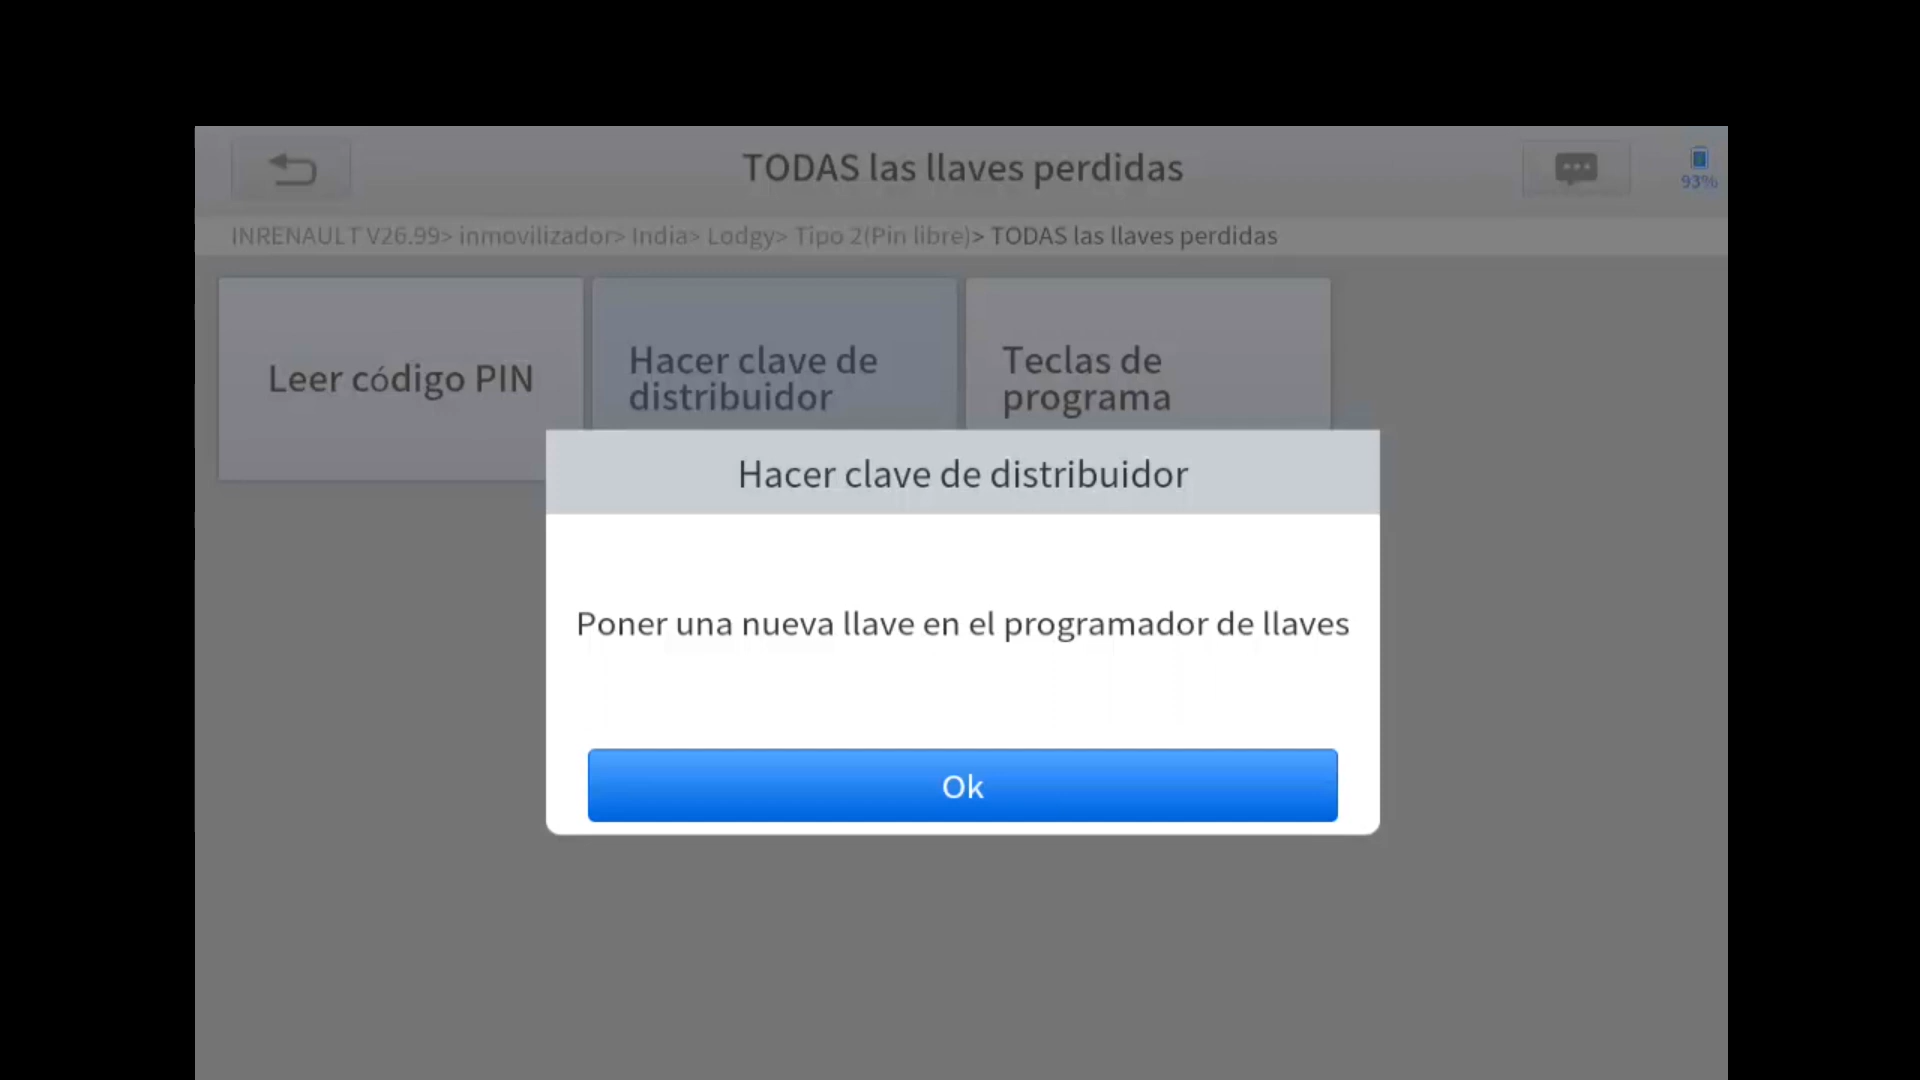 TODAS las llaves perdidas
93%
INRENAULT V26.99> inmovilizador> India> Lodgy> Tipo 2(Pin libre)> TODAS las llaves perdidas
Leer código PIN
Hacer clave de
distribuidor
Teclas de
programa
Hacer clave de distribuidor
Poner una nueva llave en el programador de llaves
Ok